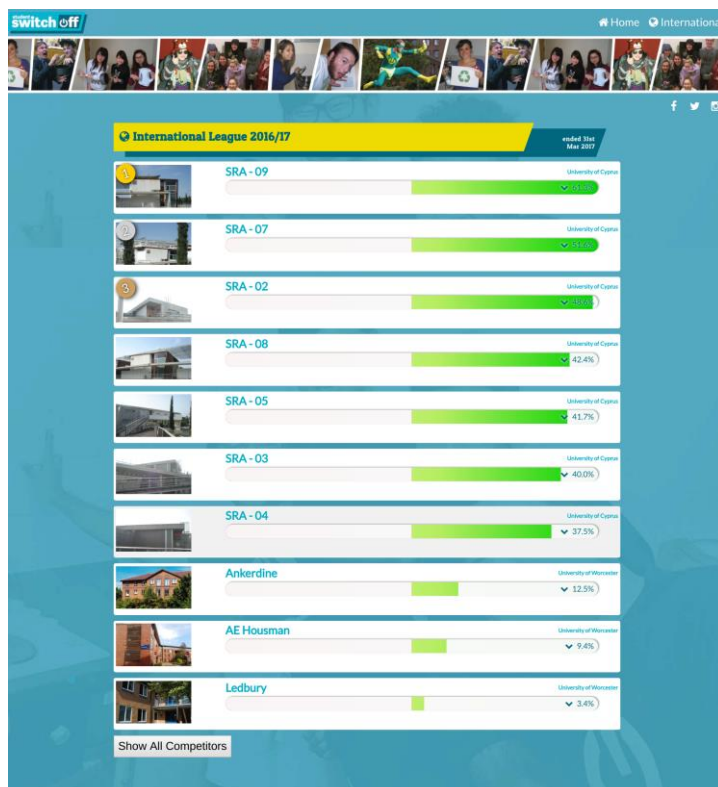 student
switch off
Home International
International League 2016/17
ended 31st
Mar 2017
1
SRA - 09
University of Cyprus
2
SRA - 07
University of Cyprus
3
SRA - 02
University of Cyprus
SRA - 08
University of Cyprus
42.4%
SRA - 05
University of Cyprus
41.7%
SRA - 03
University of Cyprus
40.0%
SRA - 04
University of Cyprus
37.5%
Ankerdine
University of Worcester
12.5%
AE Housman
University of Worcester
9.4%
Ledbury
University of Worcester
3.4%
Show All Competitors